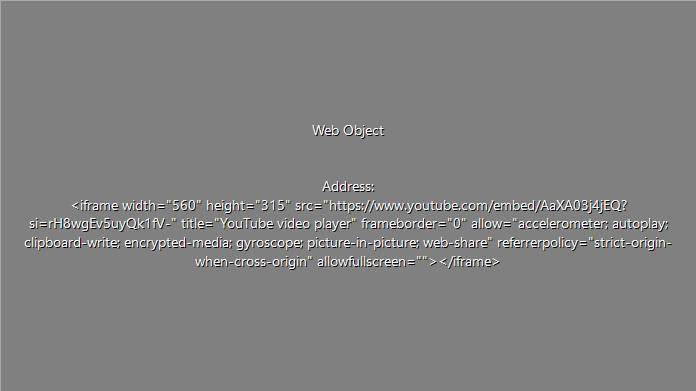 Web Object
Address:
<iframe width="560" height="315" src="https://www.youtube.com/embed/AaXA03j4jEQ?
si=rH8wgEv5uyQk1fV-" title="YouTube video player" frameborder="0" allow="accelerometer; autoplay;
clipboard-write; encrypted-media; gyroscope; picture-in-picture; web-share" referrerpolicy="strict-origin-
when-cross-origin" allowfullscreen=""></iframe>